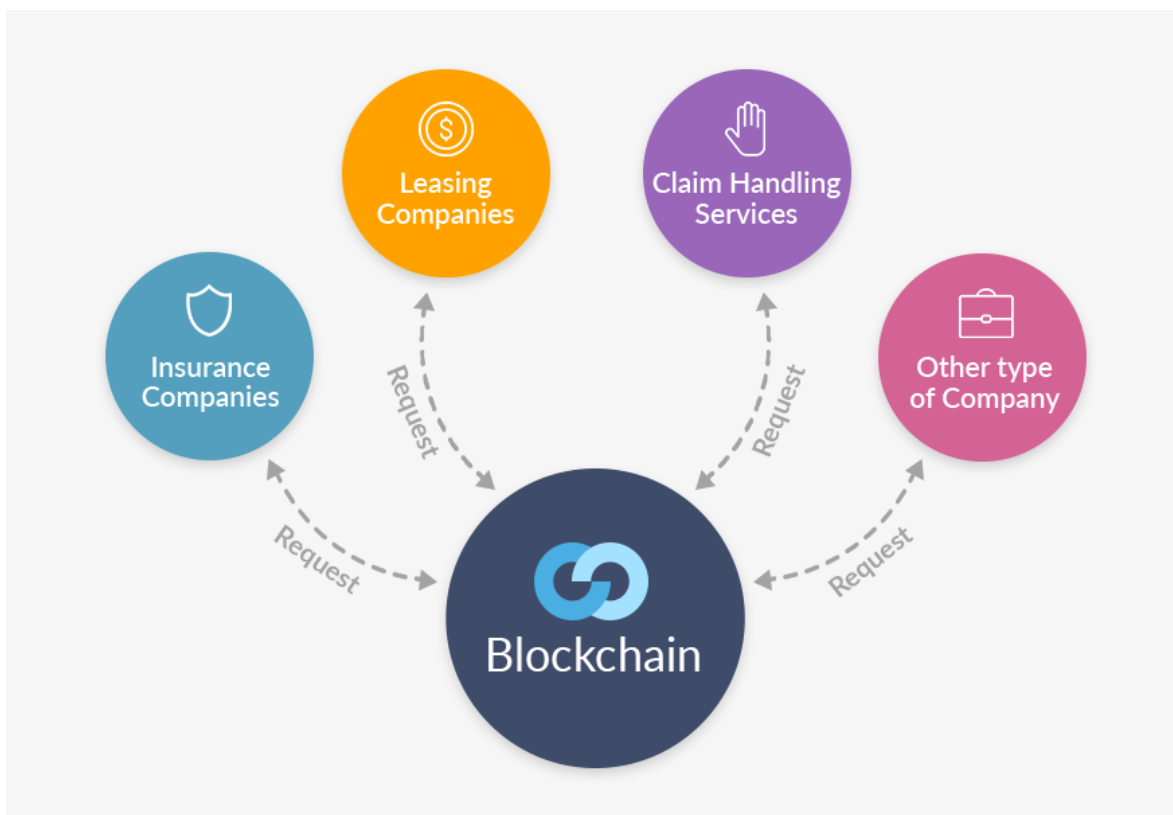 Leasing
Companies
Claim Handling
Services
Insurance
Companies
Other type
of Company
Request
Request
Request
Request
Blockchain